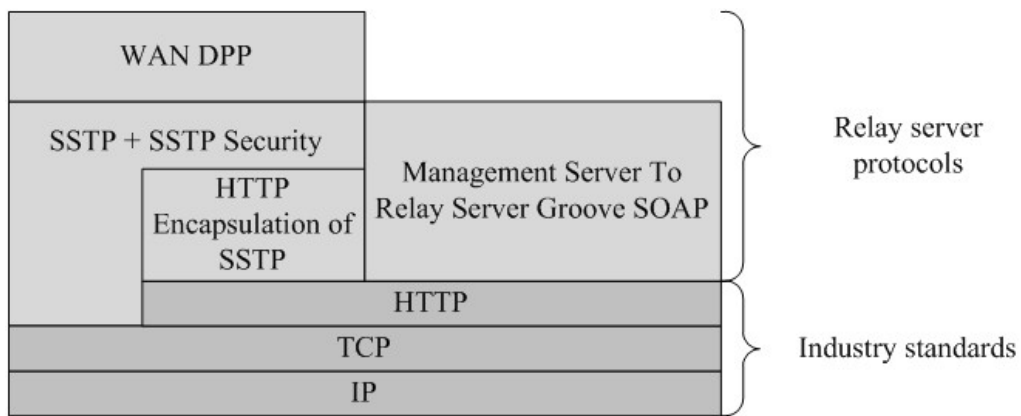 WAN DPP
SSTP + SSTP Security
HTTP
Encapsulation of
SSTP
Management Server To
Relay Server Groove SOAP
Relay server
protocols
HTTP
TCP
IP
Industry standards